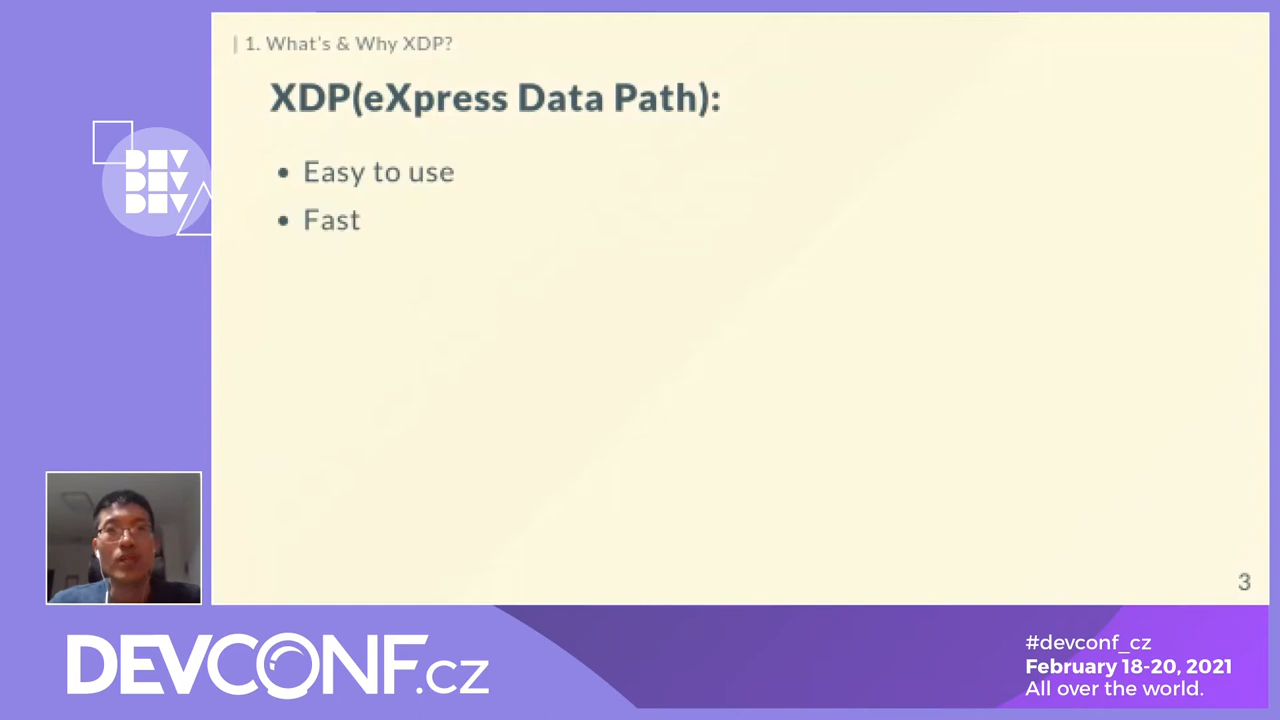 | 1. What's & Why XDP?
XDP(eXpress Data Path):
• Easy to use
• Fast
3
DEV
DEV
DEV
DEVCONF.cz
#devconf_cz
February 18-20, 2021
All over the world.